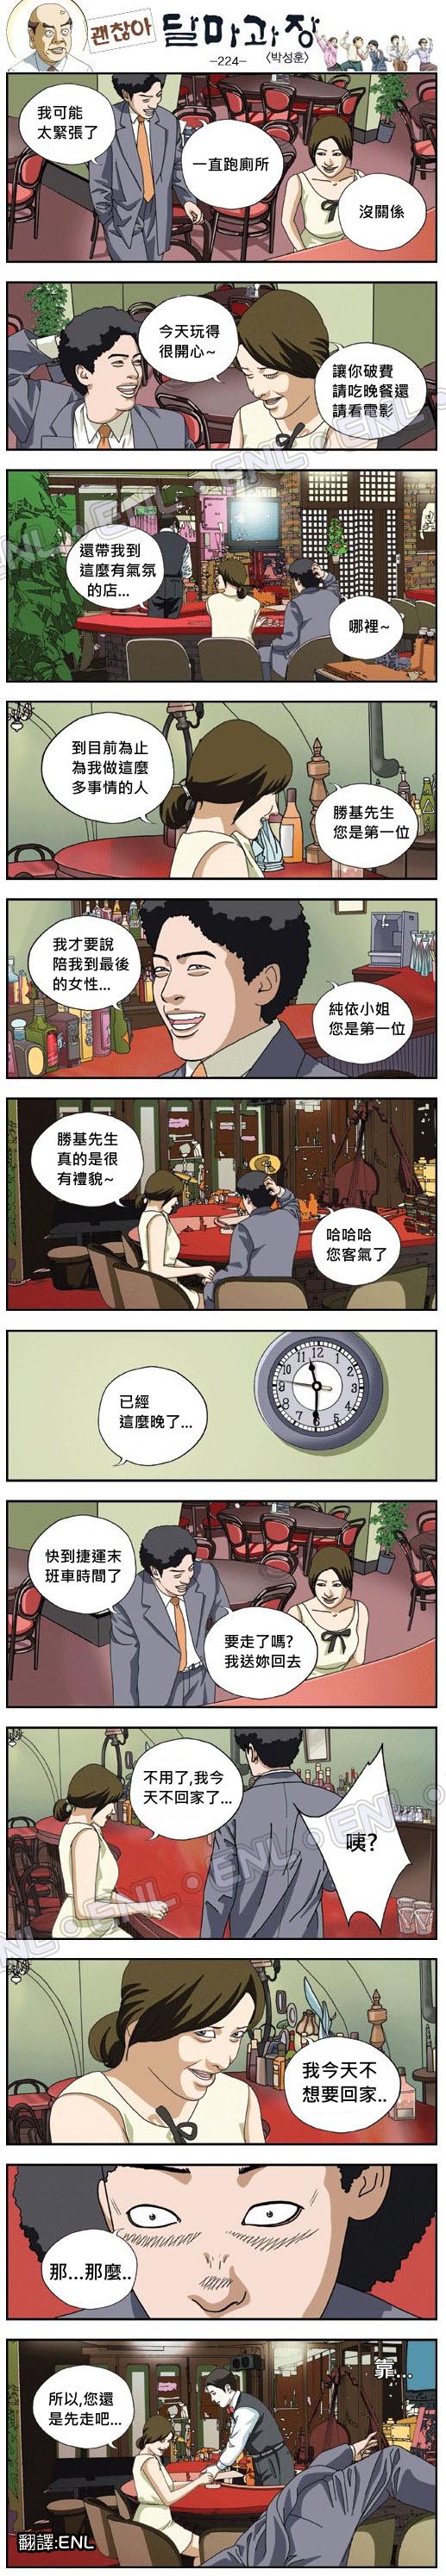 괜찮아
달마과장
-224-
<박성훈>
我可能
太緊張了
一直跑廁所
沒關係
今天玩得
很開心~
讓你破費
請吃晚餐還
請看電影
還帶我到
這麼有氣氛
的店...
哪裡~
到目前為止
為我做這麼
多事情的人
勝基先生
您是第一位
我才要說
陪我到最後
的女性...
純依小姐
您是第一位
勝基先生
真的是很
有禮貌~
哈哈哈
您客氣了
已經
這麼晚了...
快到捷運末
班車時間了
要走了嗎?
我送妳回去
不用了,我今
天不回家了...
咦?
我今天不
想要回家..
那...那麼..
靠...
所以,您還
是先走吧...
翻譯:ENL